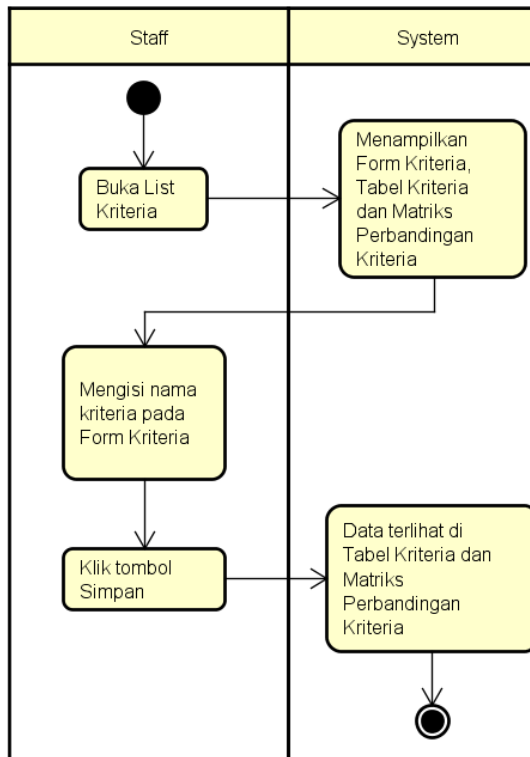 Staff
System
Buka List
Kriteria
Menampilkan
Form Kriteria,
Tabel Kriteria
dan Matriks
Perbandingan
Kriteria
Mengisi nama
kriteria pada
Form Kriteria
Klik tombol
Simpan
Data terlihat di
Tabel Kriteria dan
Matriks
Perbandingan
Kriteria